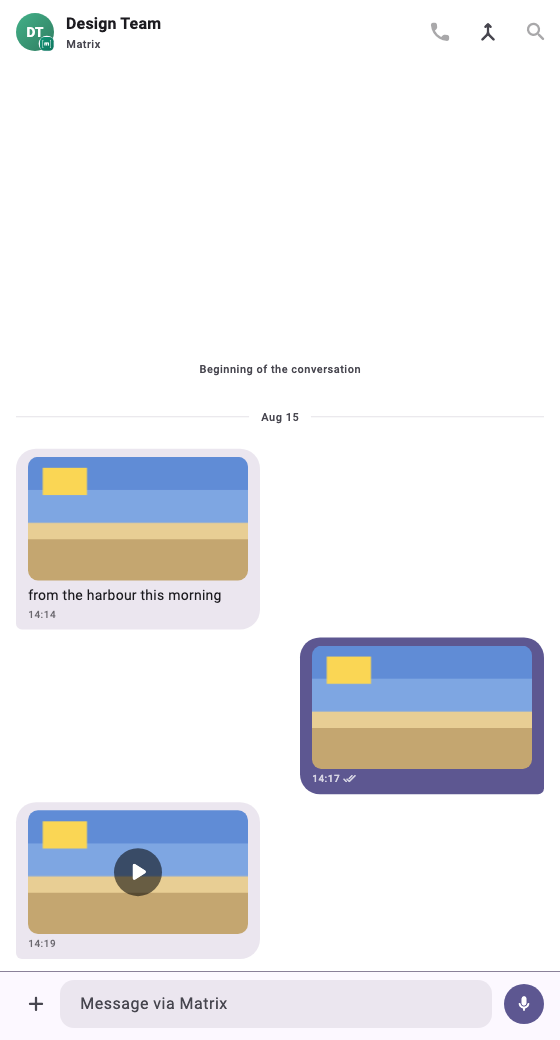 DT
Design Team
[m]
Matrix
Beginning of the conversation
Aug 15
from the harbour this morning
14:14
14:17
14:19
Message via Matrix